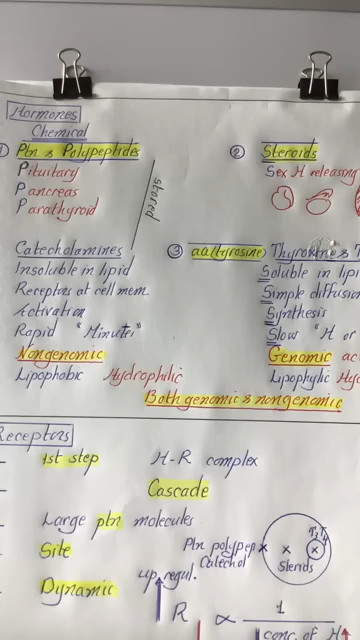 Hormones
Chemical
① Ptn & Polypeptides
Pituitary
Pancreas
Parathyroid
stored
② Steroids
Sex H releasing
Catecholamines
Insoluble in lipid
Receptors at cell mem.
Activation
Rapid "Minutes"
Nongenomic
Lipophobic Hydrophilic
③ aa(tyrosine) Thyroxine &
Soluble in lipi
Simple diffusion
Synthesis
Slow "H or
Genomic ac
Lipophylic Hy
Both genomic & nongenomic
Receptors
1st step H-R complex
Cascade
Large ptn molecules
Site
Dynamic
Ptn polypep
Catechol
Steroids
T3 T4
up regul.
R ∝ 1
conc. of H